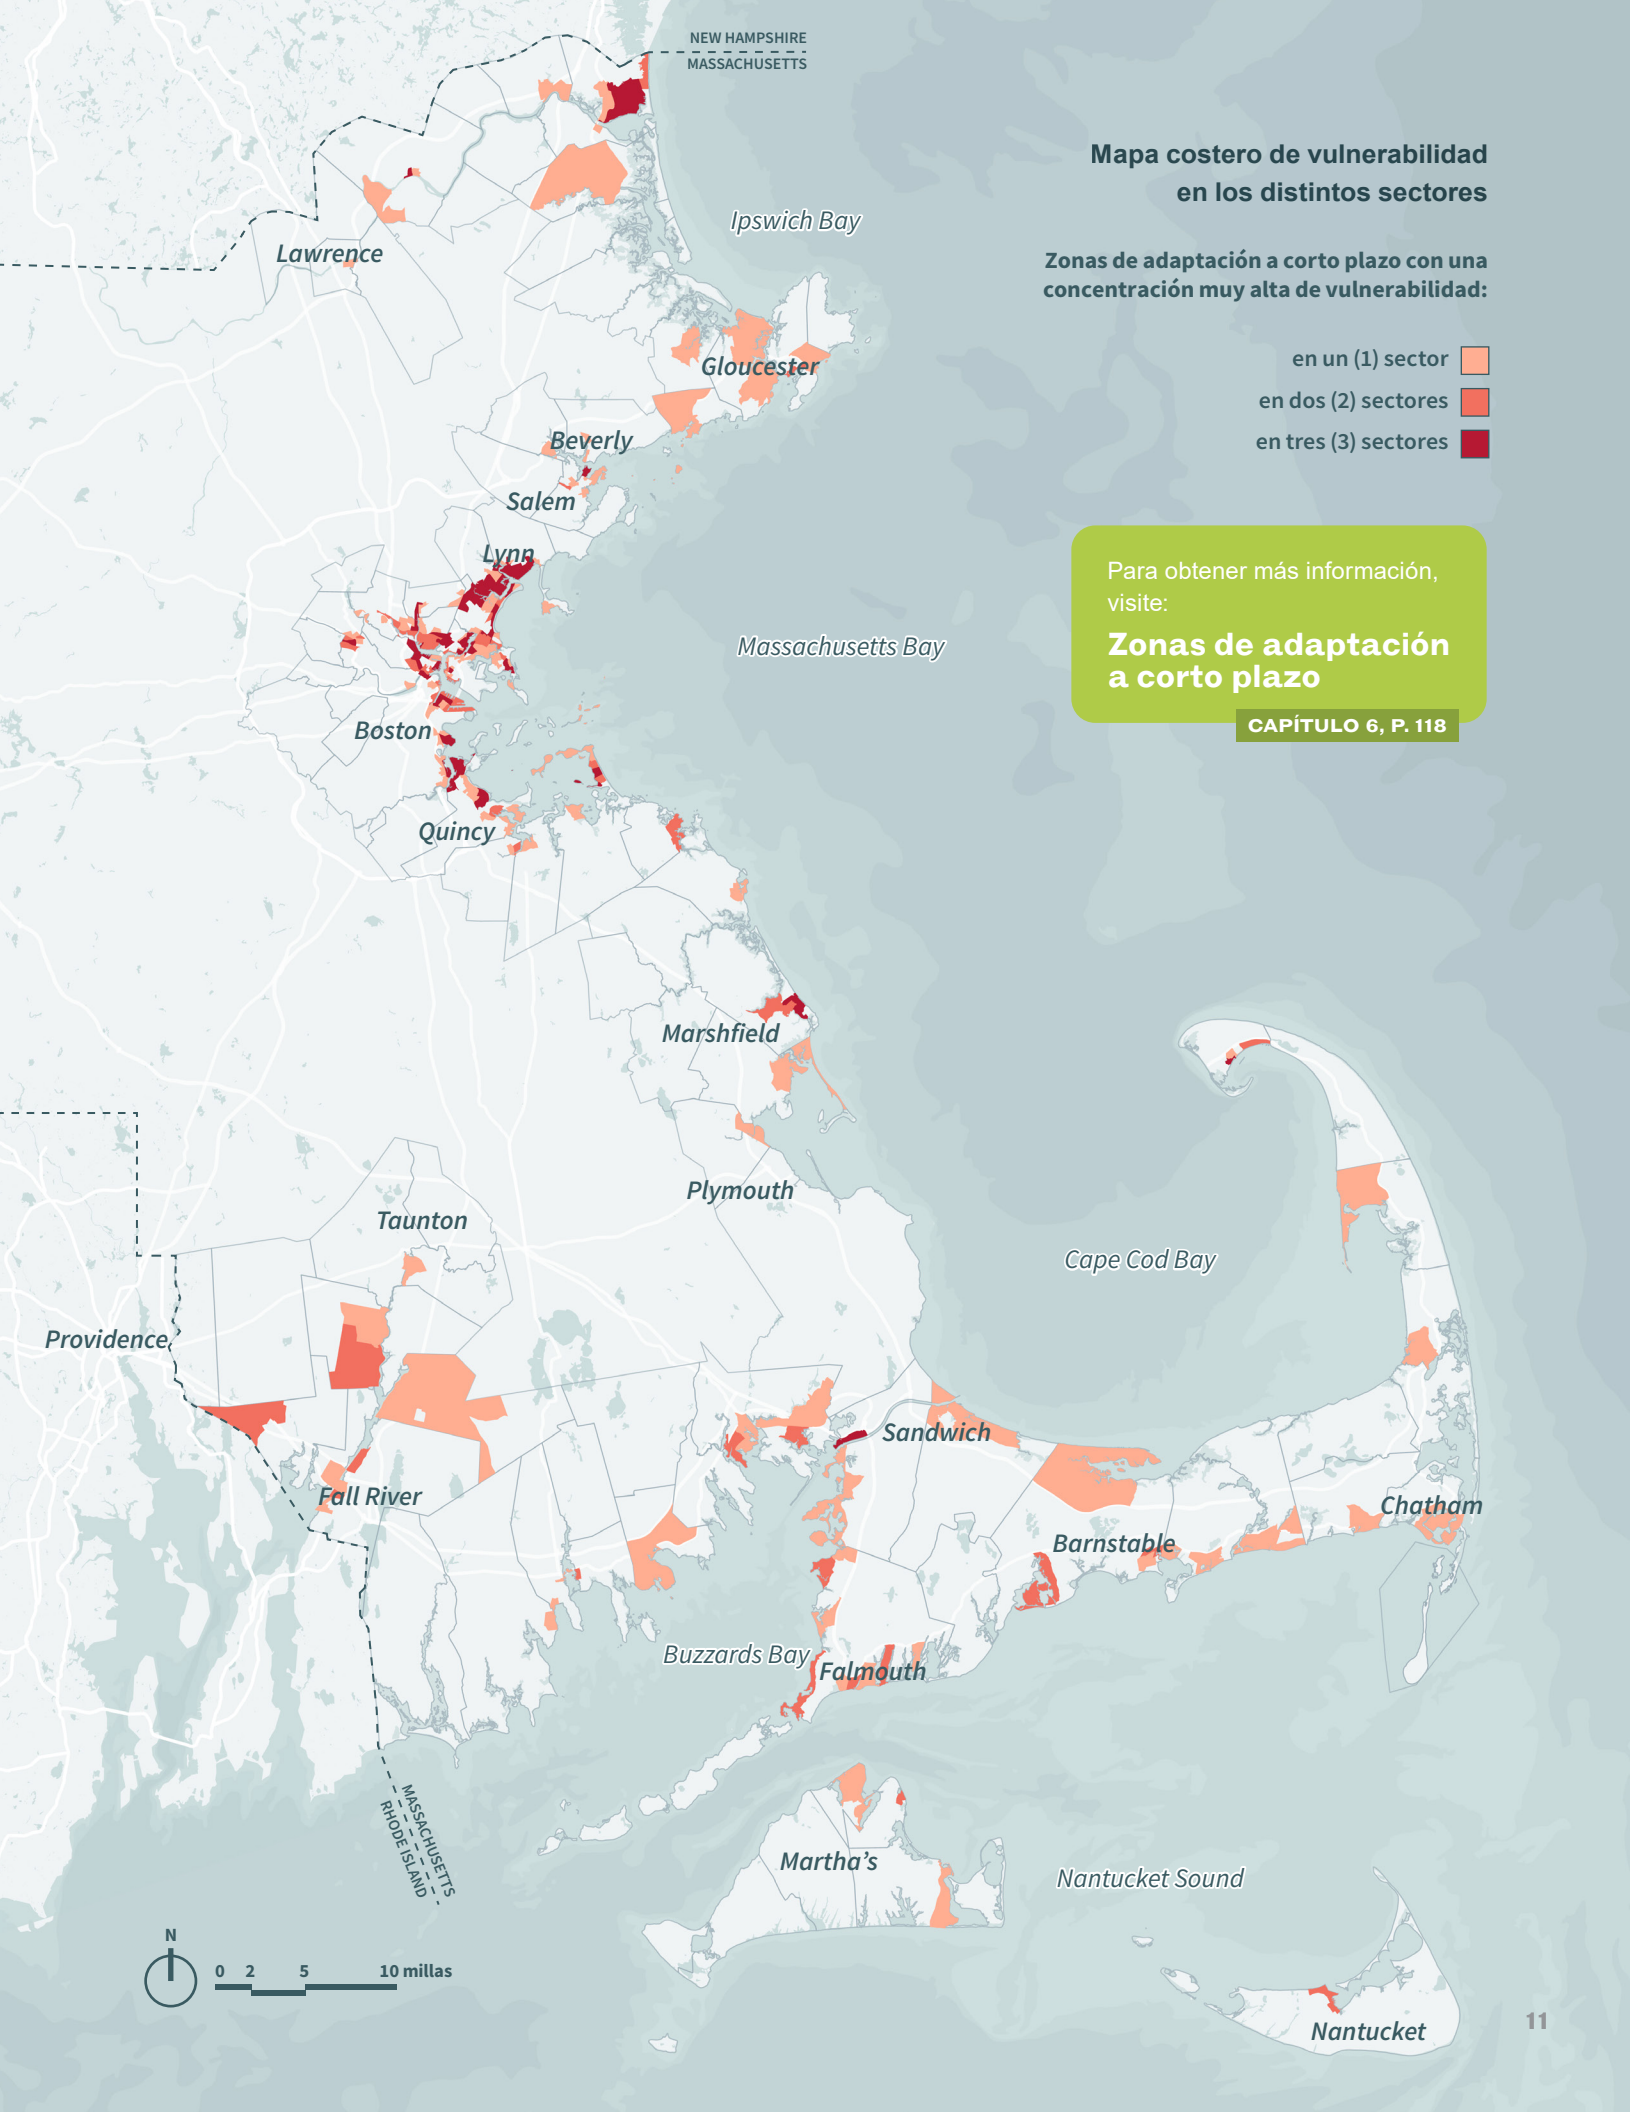 NEW HAMPSHIRE
MASSACHUSETTS
Mapa costero de vulnerabilidad
en los distintos sectores
Ipswich Bay
Zonas de adaptación a corto plazo con una
concentración muy alta de vulnerabilidad:
Lawrence
en un (1) sector
Gloucester
en dos (2) sectores
en tres (3) sectores
Beverly
Salem
Lynn
Para obtener más información,
visite:
Zonas de adaptación
a corto plazo
CAPÍTULO 6, P. 118
Massachusetts Bay
Boston
Quincy
Marshfield
Plymouth
Taunton
Cape Cod Bay
Providence
Sandwich
Fall River
Chatham
Barnstable
Buzzards Bay
Falmouth
MASSACHUSETTS
RHODE ISLAND
Martha’s
Nantucket Sound
N
0 2 5 10 millas
Nantucket
11